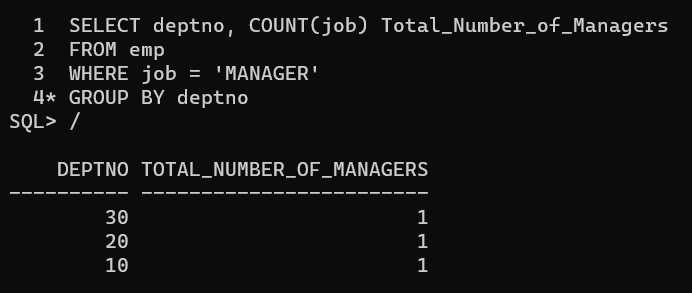 1 SELECT deptno, COUNT(job) Total_Number_of_Managers
2 FROM emp
3 WHERE job = 'MANAGER'
4* GROUP BY deptno
SQL> /
DEPTNO TOTAL_NUMBER_OF_MANAGERS
---------- ------------------------
30 1
20 1
10 1